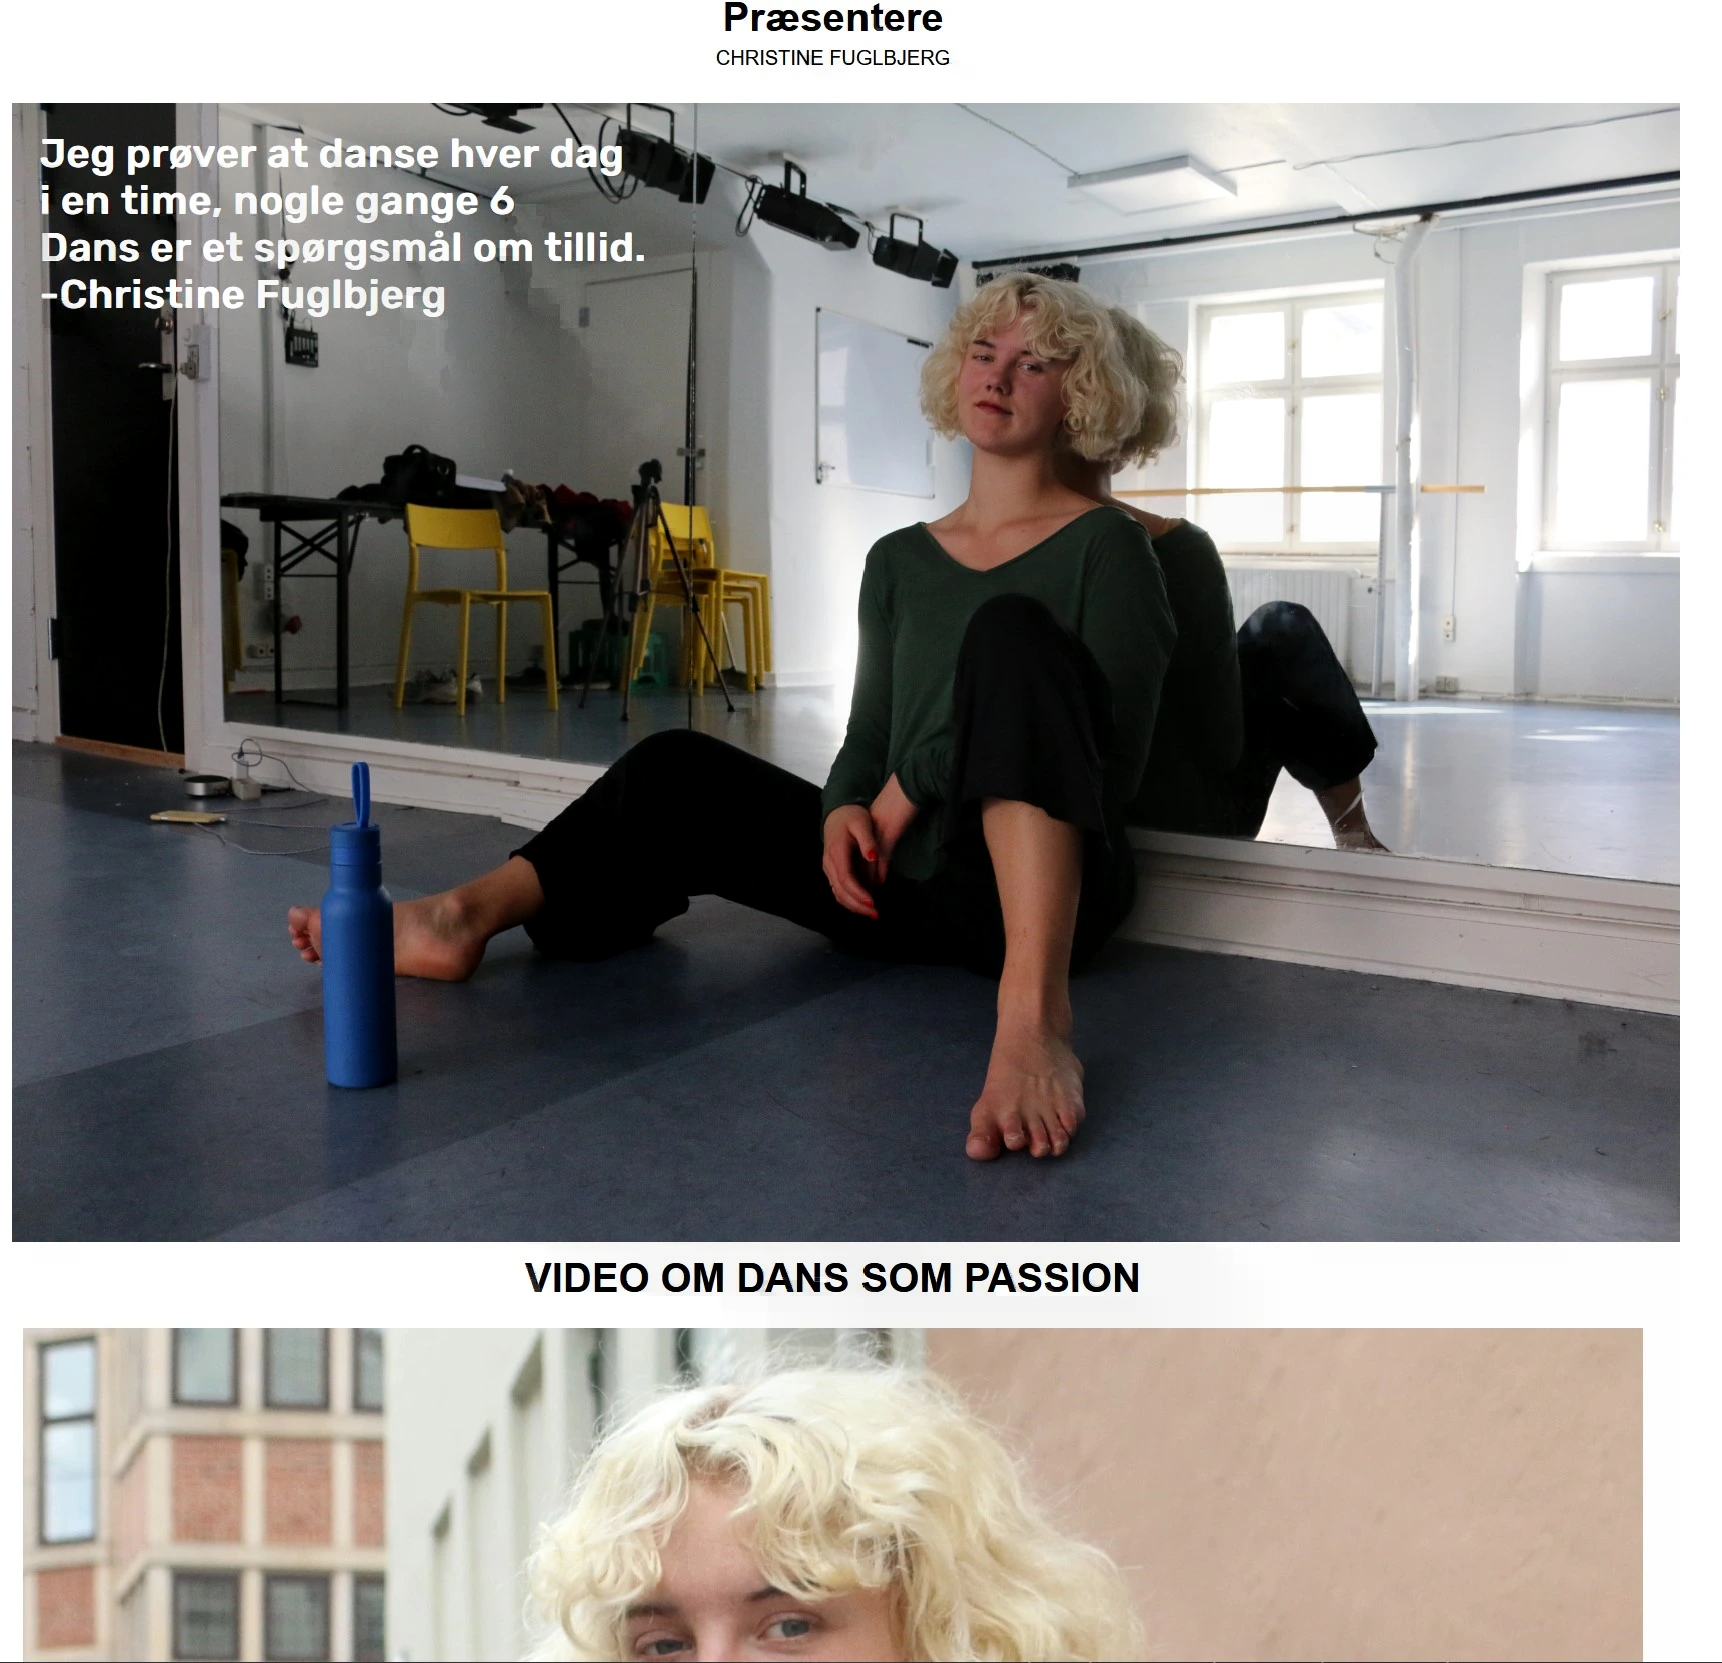 Præsentere
CHRISTINE FUGLBJERG
Jeg prøver at danse hver dag
i en time, nogle gange 6
Dans er et spørgsmål om tillid.
-Christine Fuglbjerg
VIDEO OM DANS SOM PASSION